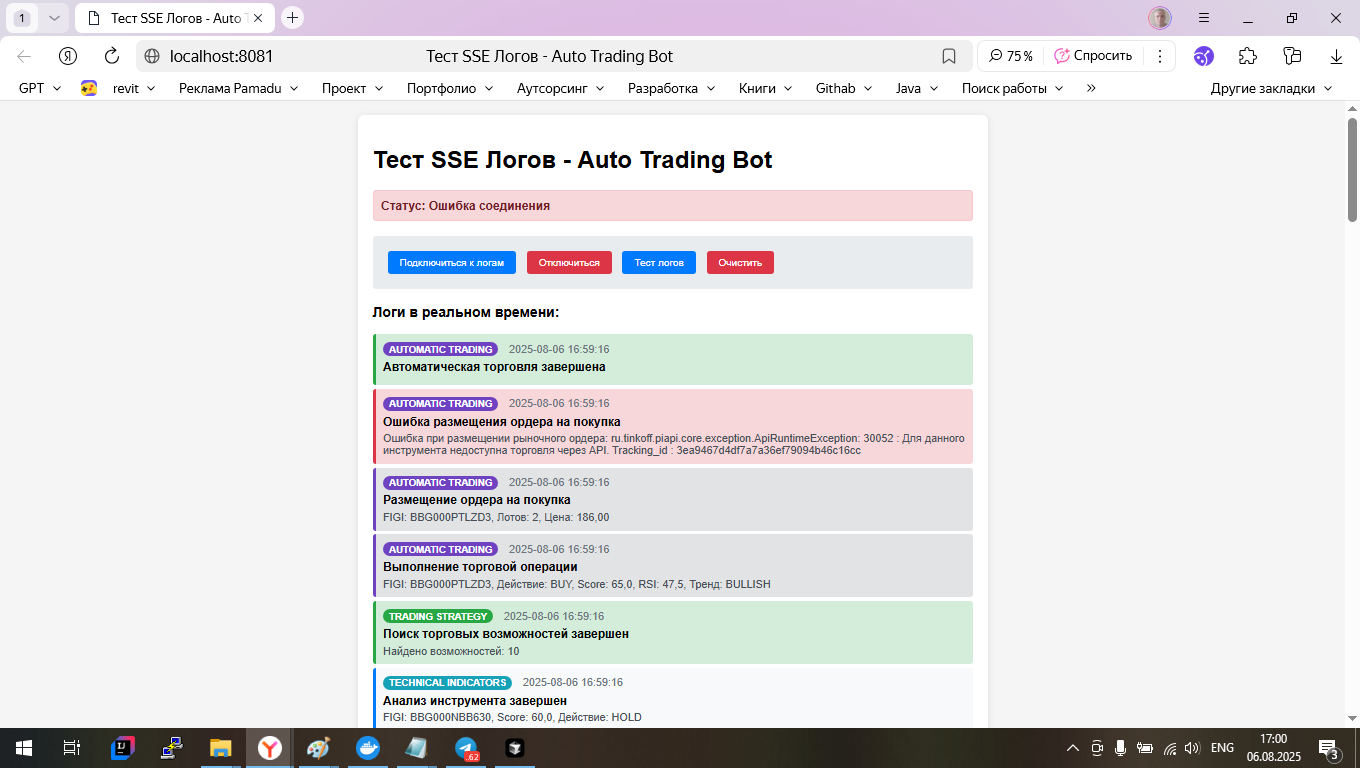 1
Тест SSE Логов - Auto T
localhost:8081
Тест SSE Логов - Auto Trading Bot
75 %
Спросить
GPT
revit
Реклама Pamadu
Проект
Портфолио
Аутсорсинг
Разработка
Книги
Githab
Java
Поиск работы
»
Другие закладки
Тест SSE Логов - Auto Trading Bot
Статус: Ошибка соединения
Подключиться к логам
Отключиться
Тест логов
Очистить
Логи в реальном времени:
AUTOMATIC TRADING 2025-08-06 16:59:16
Автоматическая торговля завершена
AUTOMATIC TRADING 2025-08-06 16:59:16
Ошибка размещения ордера на покупка
Ошибка при размещении рыночного ордера: ru.tinkoff.piapi.core.exception.ApiRuntimeException: 30052 : Для данного
инструмента недоступна торговля через API. Tracking_id : 3ea9467d4df7a7a36ef79094b46c16cc
AUTOMATIC TRADING 2025-08-06 16:59:16
Размещение ордера на покупка
FIGI: BBG000PTLZD3, Лотов: 2, Цена: 186,00
AUTOMATIC TRADING 2025-08-06 16:59:16
Выполнение торговой операции
FIGI: BBG000PTLZD3, Действие: BUY, Score: 65,0, RSI: 47,5, Тренд: BULLISH
TRADING STRATEGY 2025-08-06 16:59:16
Поиск торговых возможностей завершен
Найдено возможностей: 10
TECHNICAL INDICATORS 2025-08-06 16:59:16
Анализ инструмента завершен
FIGI: BBG000NBB630, Score: 60,0, Действие: HOLD
62
ENG
17:00
06.08.2025
3